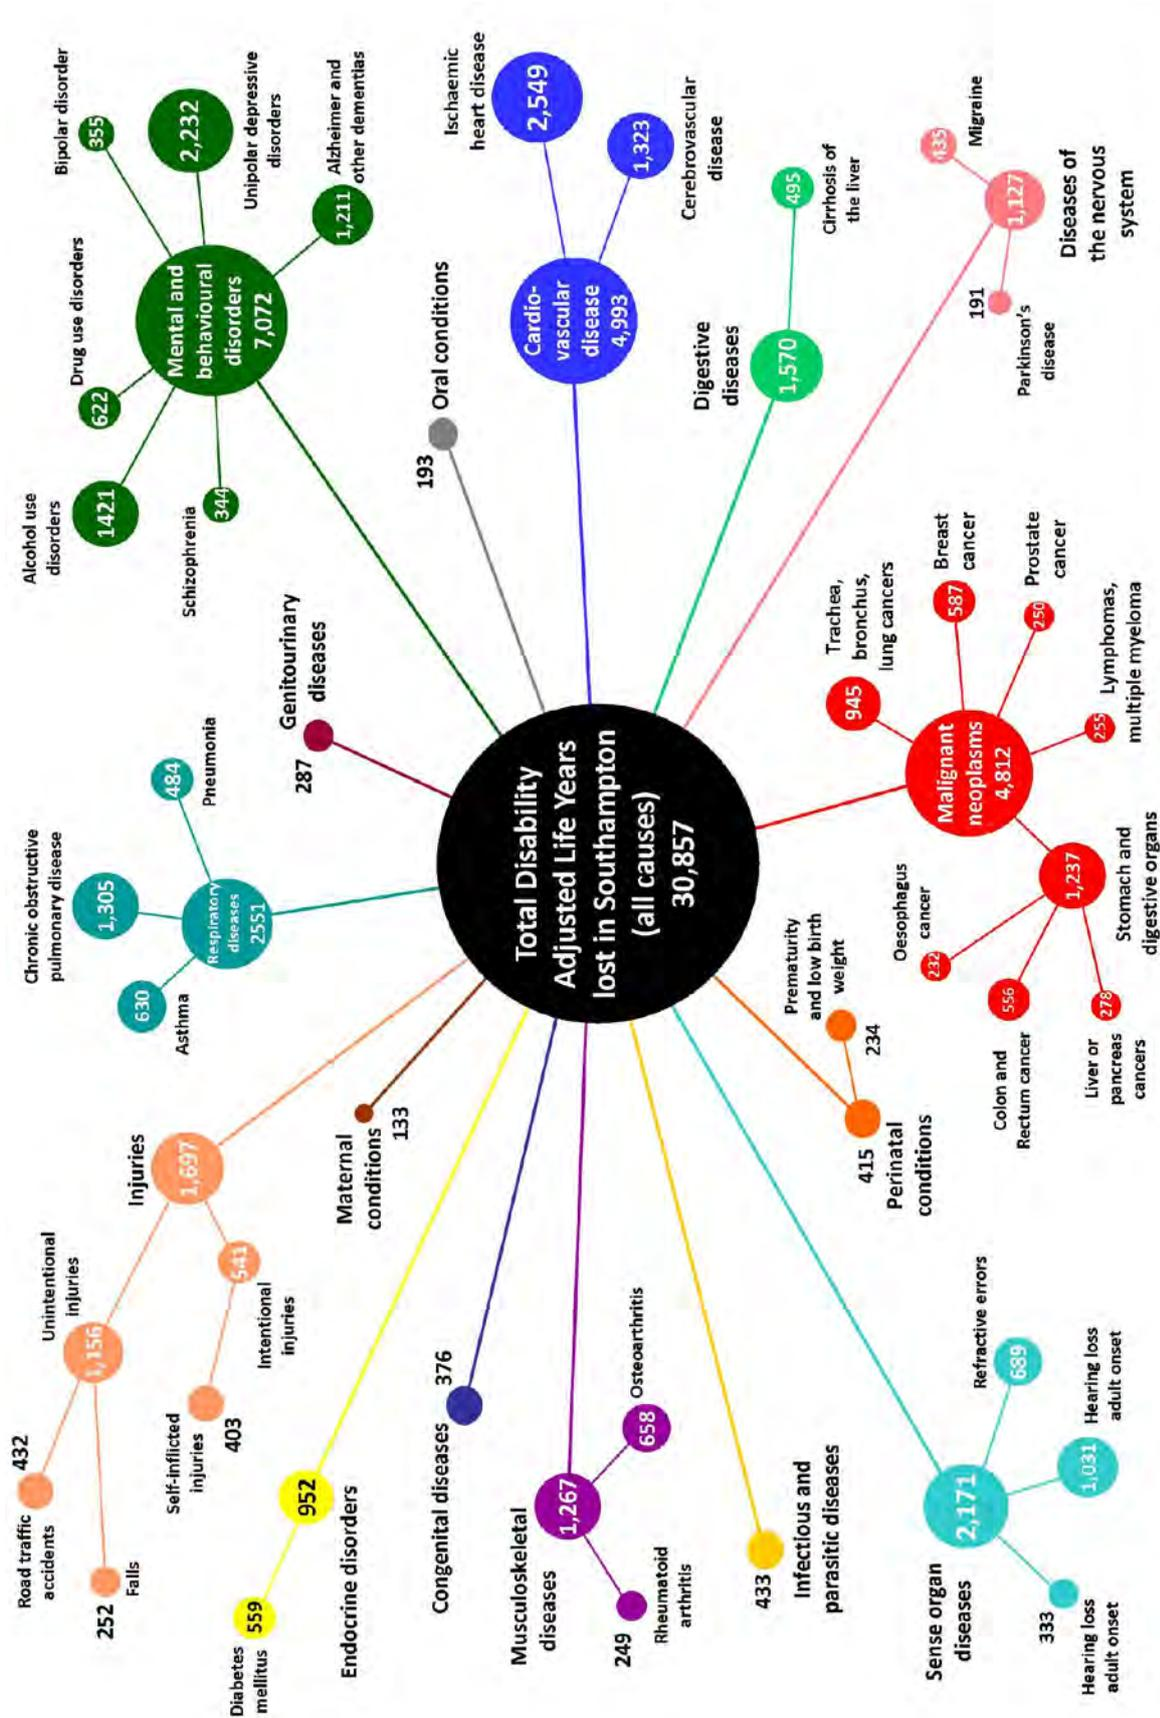 Total Disability
Adjusted Life Years
lost in Southampton
(all causes)
30,857
Mental and
behavioural
disorders
7,072
Alcohol use
disorders
1421
Drug use disorders
622
Bipolar disorder
355
2,232
Unipolar depressive
disorders
Alzheimer and
other dementias
1,211
Schizophrenia
344
Oral conditions
193
Cardio-
vascular
disease
4,993
Ischaemic
heart disease
2,549
1,323
Cerebrovascular
disease
Digestive
diseases
1,570
495
Cirrhosis of
the liver
1,127
Diseases of
the nervous
system
435
Migraine
191
Parkinson's
disease
Malignant
neoplasms
4,812
Trachea,
bronchus,
lung cancers
945
Breast
cancer
587
Prostate
cancer
250
Lymphomas,
multiple myeloma
255
1,237
Stomach and
digestive organs
Oesophagus
cancer
232
556
Colon and
Rectum cancer
278
Liver or
pancreas
cancers
Prematurity
and low birth
weight
234
415
Perinatal
conditions
Sense organ
diseases
2,171
Refractive errors
689
Hearing loss
adult onset
1,031
333
Hearing loss
adult onset
433
Infectious and
parasitic diseases
Musculoskeletal
diseases
1,267
Osteoarthritis
658
249
Rheumatoid
arthritis
Congenital diseases
376
952
Endocrine disorders
559
Diabetes
mellitus
Maternal
conditions
133
Injuries
1,697
Unintentional
injuries
1,156
541
Intentional
injuries
Self-inflicted
injuries
403
Road traffic
accidents
432
252
Falls
Respiratory
diseases
2551
Chronic obstructive
pulmonary disease
1,305
630
Asthma
484
Pneumonia
Genitourinary
diseases
287